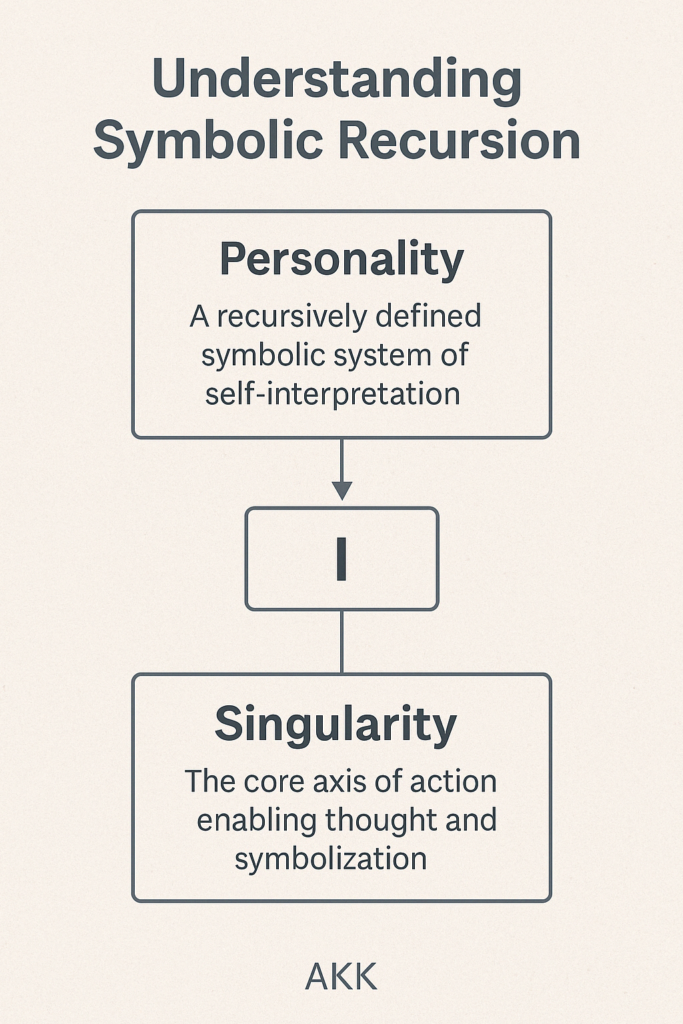 Understanding
Symbolic Recursion
Personality
A recursively defined
symbolic system of
self-interpretation
I
Singularity
The core axis of action
enabling thought and
symbolization
AKK